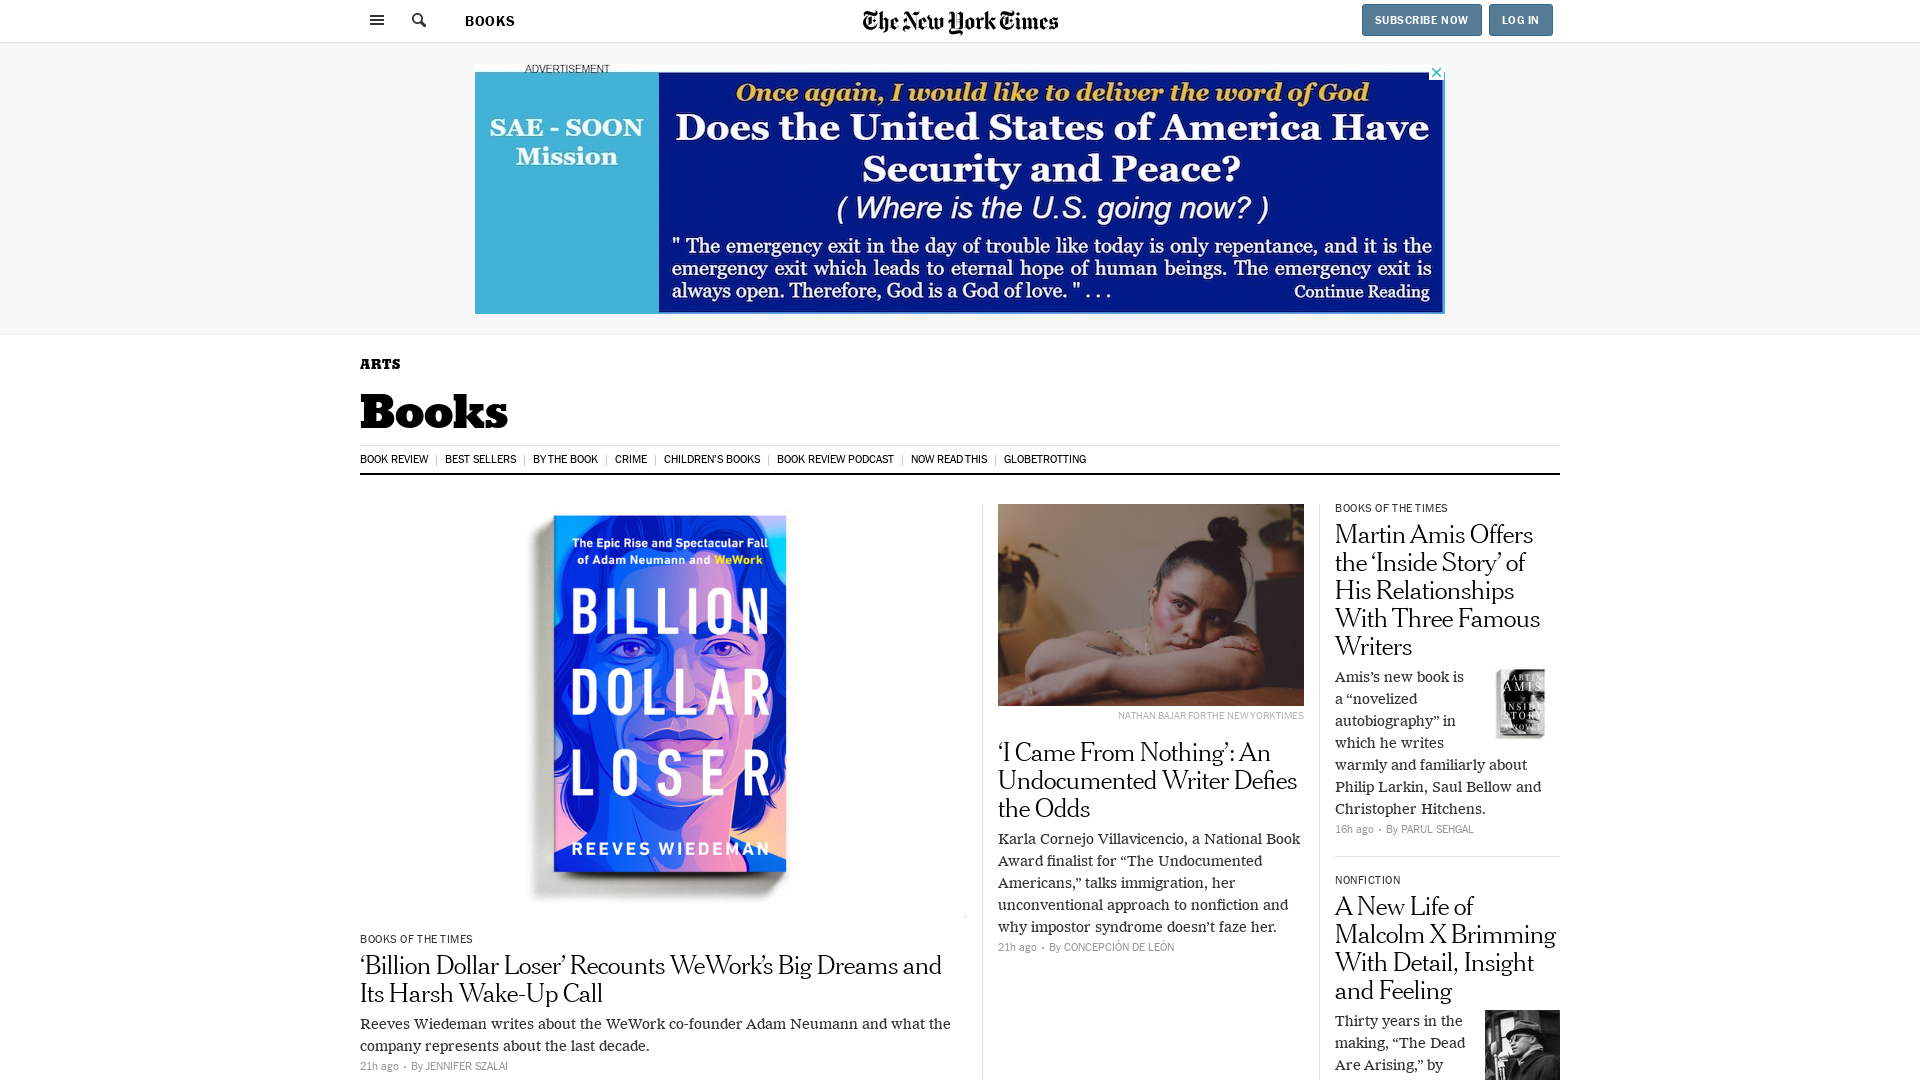 BOOKS
The New York Times
SUBSCRIBE NOW
LOG IN
ADVERTISEMENT
SAE - SOON
Mission
Once again, I would like to deliver the word of God
Does the United States of America Have
Security and Peace?
( Where is the U.S. going now? )
" The emergency exit in the day of trouble like today is only repentance, and it is the
emergency exit which leads to eternal hope of human beings. The emergency exit is
always open. Therefore, God is a God of love. " . . .
Continue Reading
ARTS
Books
BOOK REVIEW
BEST SELLERS
BY THE BOOK
CRIME
CHILDREN’S BOOKS
BOOK REVIEW PODCAST
NOW READ THIS
GLOBETROTTING
The Epic Rise and Spectacular Fall
of Adam Neumann and WeWork
BILLION
DOLLAR
LOSER
REEVES WIEDEMAN
BOOKS OF THE TIMES
‘Billion Dollar Loser’ Recounts WeWork’s Big Dreams and
Its Harsh Wake-Up Call
Reeves Wiedeman writes about the WeWork co-founder Adam Neumann and what the
company represents about the last decade.
21h ago • By JENNIFER SZALAI
NATHAN BAJAR FOR THE NEW YORK TIMES
‘I Came From Nothing’: An
Undocumented Writer Defies
the Odds
Karla Cornejo Villavicencio, a National Book
Award finalist for “The Undocumented
Americans,” talks immigration, her
unconventional approach to nonfiction and
why impostor syndrome doesn’t faze her.
21h ago • By CONCEPCIÓN DE LEÓN
BOOKS OF THE TIMES
Martin Amis Offers
the ‘Inside Story’ of
His Relationships
With Three Famous
Writers
Amis’s new book is
a “novelized
autobiography” in
which he writes
warmly and familiarly about
Philip Larkin, Saul Bellow and
Christopher Hitchens.
MARTIN
AMIS
INSIDE
STORY
16h ago • By PARUL SEHGAL
NONFICTION
A New Life of
Malcolm X Brimming
With Detail, Insight
and Feeling
Thirty years in the
making, “The Dead
Are Arising,” by